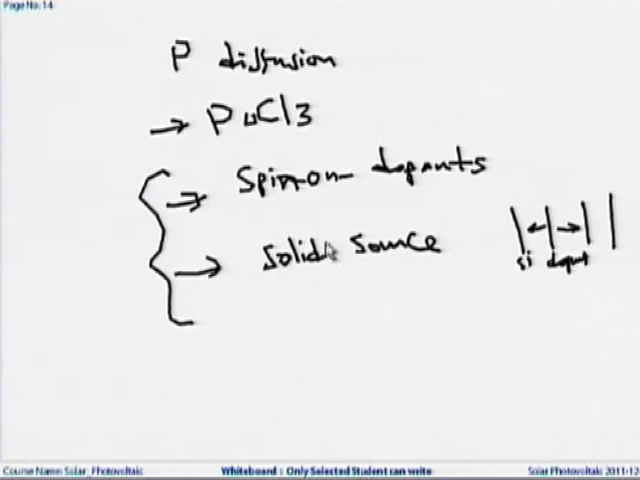 Page No: 14
P diffusion
→ PoCl3
→ Spin-on- dopants
→ Solid source
si dopant
Course Name: Solar_Photovoltaic
Whiteboard : Only Selected Student can write
Solar Photovoltaic 2011-12